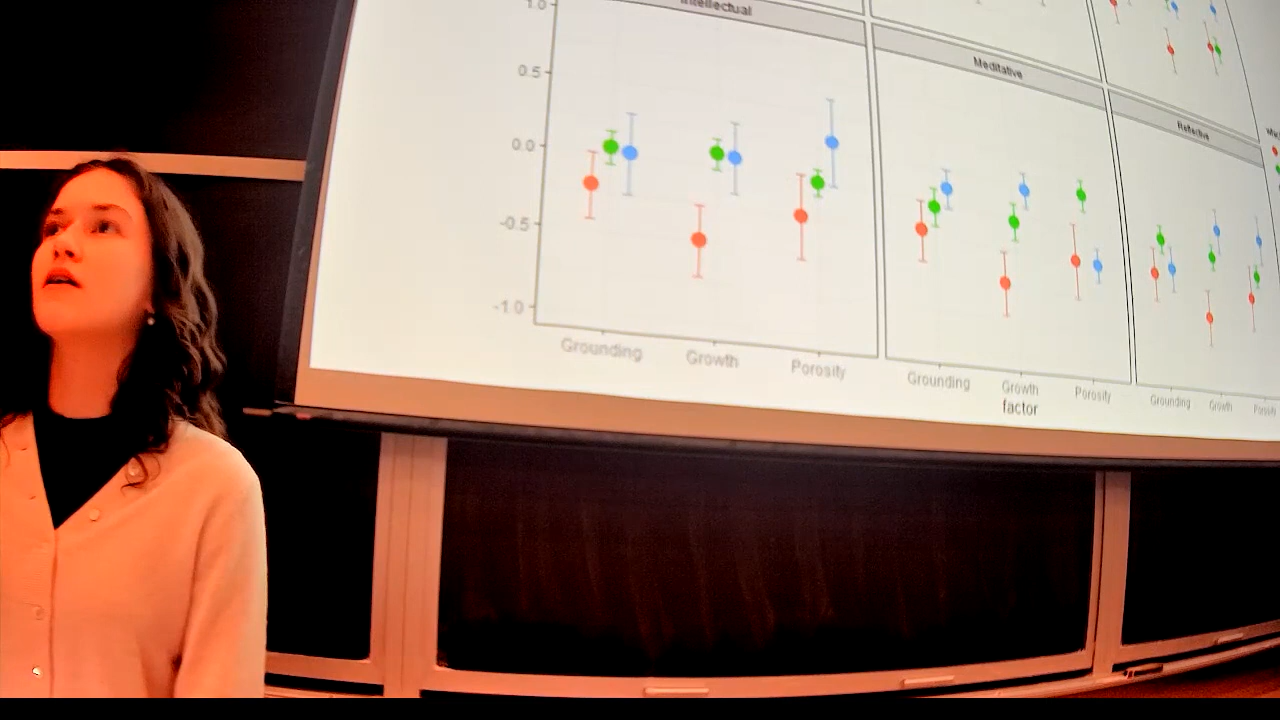 1.0
Intellectual
0.5
Meditative
Reflective
0.0
-0.5
-1.0
Grounding Growth Porosity
Grounding Growth Porosity
Grounding Growth
factor